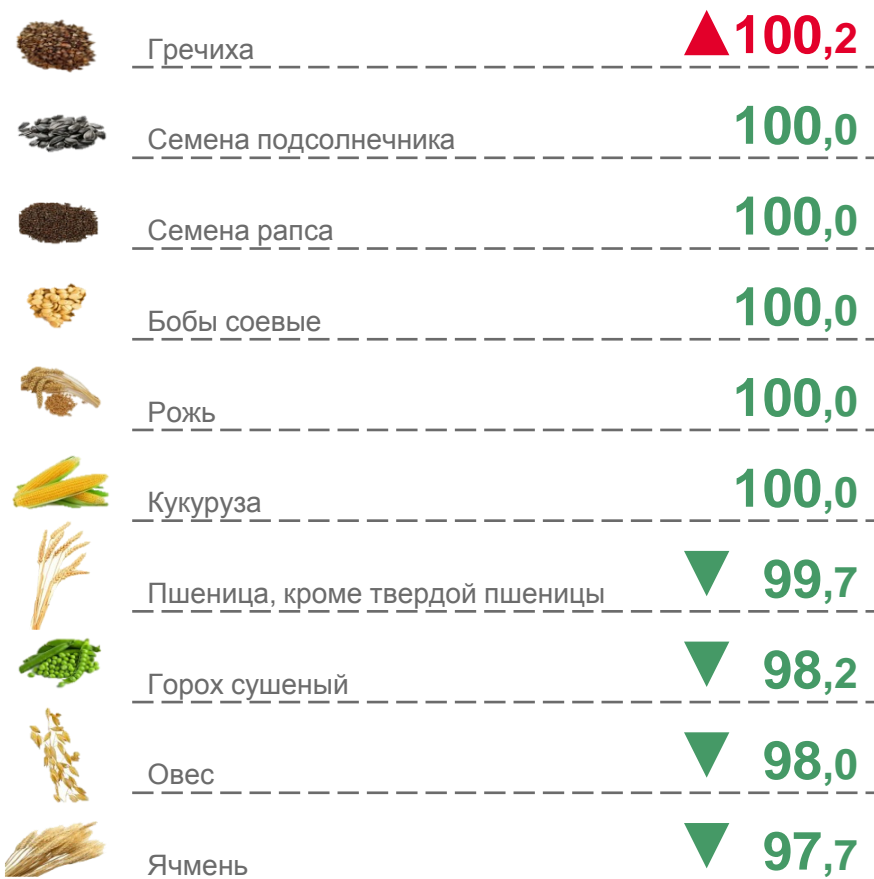 Гречиха ▲100,2
Семена подсолнечника 100,0
Семена рапса 100,0
Бобы соевые 100,0
Рожь 100,0
Кукуруза 100,0
Пшеница, кроме твердой пшеницы ▼ 99,7
Горох сушеный ▼ 98,2
Овес ▼ 98,0
Ячмень ▼ 97,7